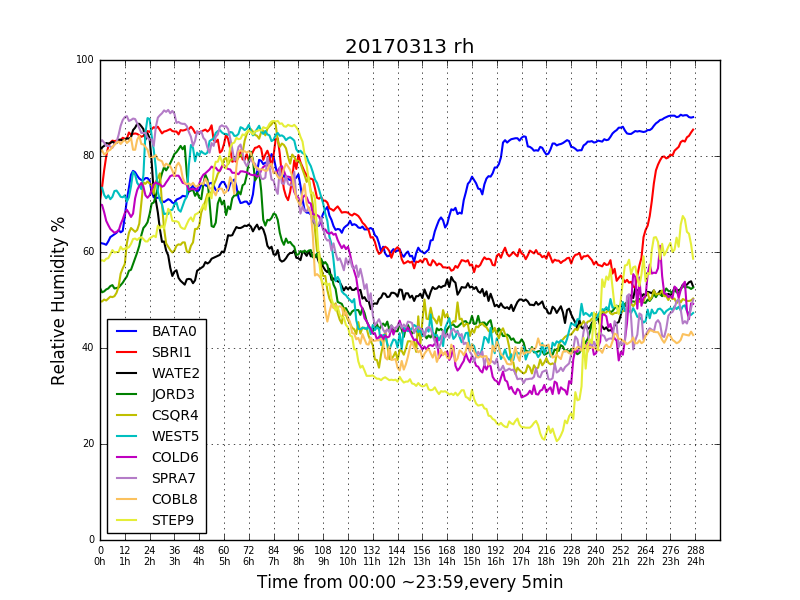 20170313 rh
Relative Humidity %
100
80
60
40
20
0
BATA0
SBRI1
WATE2
JORD3
CSQR4
WEST5
COLD6
SPRA7
COBL8
STEP9
0 12 24 36 48 60 72 84 96 108 120 132 144 156 168 180 192 204 216 228 240 252 264 276 288
0h 1h 2h 3h 4h 5h 6h 7h 8h 9h 10h 11h 12h 13h 14h 15h 16h 17h 18h 19h 20h 21h 22h 23h 24h
Time from 00:00 ~23:59,every 5min